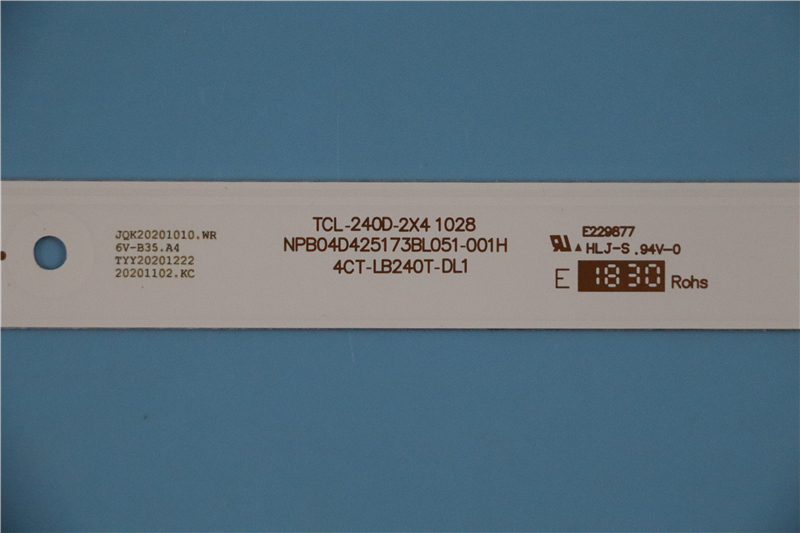 JQK20201010.WR
6V-B35.A4
TYY20201222
20201102.KC
TCL-240D-2X4 1028
NPB04D425173BL051-001H
4CT-LB240T-DL1
E229877
HLJ-S .94V-0
E 1830 Rohs